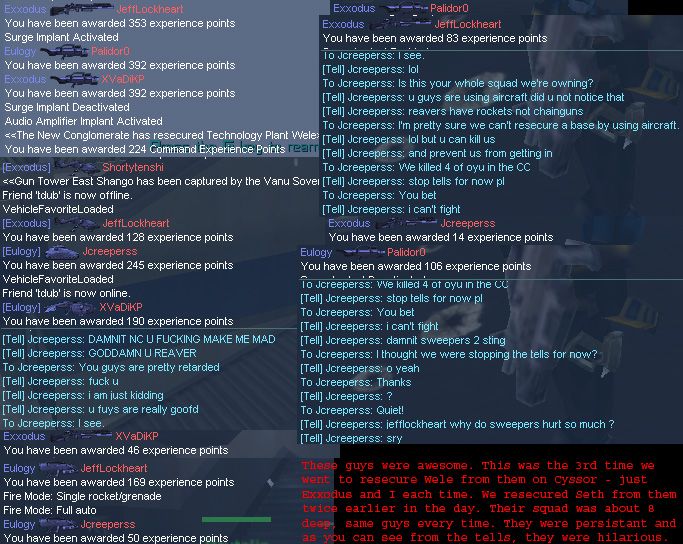 Exxodus JeffLockheart
You have been awarded 353 experience points
Surge Implant Activated
Eulogy Palidor0
You have been awarded 392 experience points
Exxodus XVaDiKP
You have been awarded 392 experience points
Surge Implant Deactivated
Audio Amplifier Implant Activated
<<The New Conglomerate has resecured Technology Plant Wele>
You have been awarded 224 Command Experience Points
[Exxodus] Shortytenshi
<<Gun Tower East Shango has been captured by the Vanu Sover
Friend 'tdub' is now offline.
VehicleFavoriteLoaded
[Exxodus] JeffLockheart
You have been awarded 128 experience points
[Eulogy] Jcreeperss
You have been awarded 245 experience points
VehicleFavoriteLoaded
Friend 'tdub' is now online.
[Eulogy] XVaDiKP
You have been awarded 190 experience points
[Tell] Jcreeperss: DAMNIT NC U FUCKING MAKE ME MAD
[Tell] Jcreeperss: GODDAMN U REAVER
To Jcreeperss: You guys are pretty retarded
[Tell] Jcreeperss: fuck u
[Tell] Jcreeperss: i am just kidding
[Tell] Jcreeperss: u fuys are really goofd
To Jcreeperss: I see.
Exxodus XVaDiKP
You have been awarded 46 experience points
Eulogy JeffLockheart
You have been awarded 169 experience points
Fire Mode: Single rocket/grenade
Fire Mode: Full auto
Eulogy Jcreeperss
You have been awarded 50 experience points
Exxodus Palidor0
Exxodus JeffLockheart
You have been awarded 83 experience points
To Jcreeperss: I see.
[Tell] Jcreeperss: lol
To Jcreeperss: Is this your whole squad we're owning?
[Tell] Jcreeperss: u guys are using aircraft did u not notice that
[Tell] Jcreeperss: reavers have rockets not chainguns
To Jcreeperss: I'm pretty sure we can't resecure a base by using aircraft.
[Tell] Jcreeperss: lol but u can kill us
[Tell] Jcreeperss: and prevent us from getting in
To Jcreeperss: We killed 4 of oyu in the CC
[Tell] Jcreeperss: stop tells for now pl
To Jcreeperss: You bet
[Tell] Jcreeperss: i can't fight
Exxodus Jcreeperss
You have been awarded 14 experience points
Eulogy Palidor0
You have been awarded 106 experience points
To Jcreeperss: We killed 4 of oyu in the CC
[Tell] Jcreeperss: stop tells for now pl
To Jcreeperss: You bet
[Tell] Jcreeperss: i can't fight
[Tell] Jcreeperss: damnit sweepers 2 sting
To Jcreeperss: I thought we were stopping the tells for now?
[Tell] Jcreeperss: o yeah
To Jcreeperss: Thanks
[Tell] Jcreeperss: ?
To Jcreeperss: Quiet!
[Tell] Jcreeperss: jefflockheart why do sweepers hurt so much ?
[Tell] Jcreeperss: sry
These guys were awesome. This was the 3rd time we
went to resecure Wele from them on Cyssor - just
Exxodus and I each time. We resecured Seth from them
twice earlier in the day. Their squad was about 8
deep, same guys every time. They were persistant and
as you can see from the tells, they were hilarious.